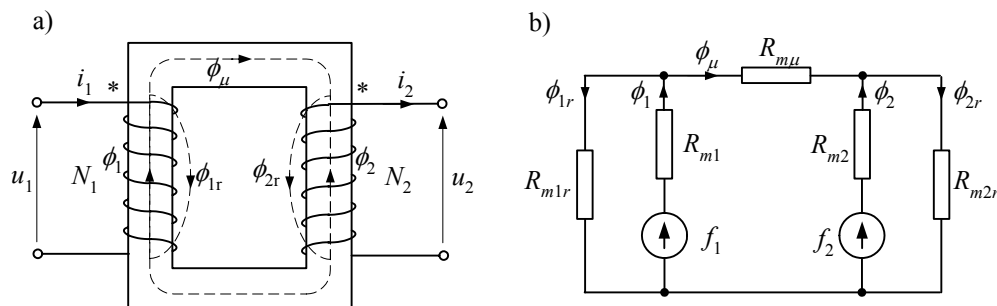 a)
ϕμ
i1 * * i2
u1 N1 ϕ1 ϕ1r ϕ2r ϕ2 N2 u2
b)
ϕμ Rmμ
ϕ1r ϕ1 ϕ2 ϕ2r
Rm1 Rm2
Rm1r Rm2r
f1 f2